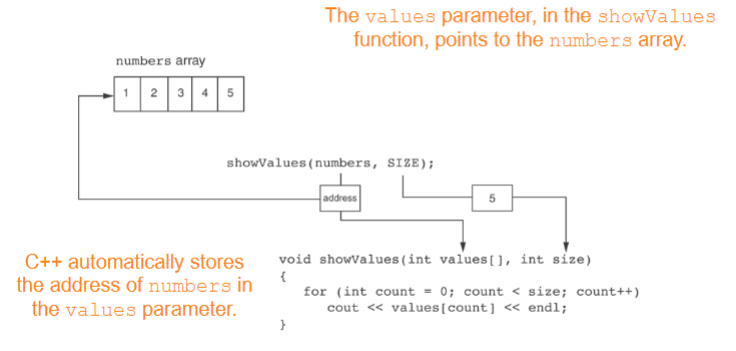 The values parameter, in the showValues
function, points to the numbers array.
numbers array
1 2 3 4 5
showValues(numbers, SIZE);
address
5
C++ automatically stores
the address of numbers in
the values parameter.
void showValues(int values[], int size)
{
for (int count = 0; count < size; count++)
cout << values[count] << endl;
}